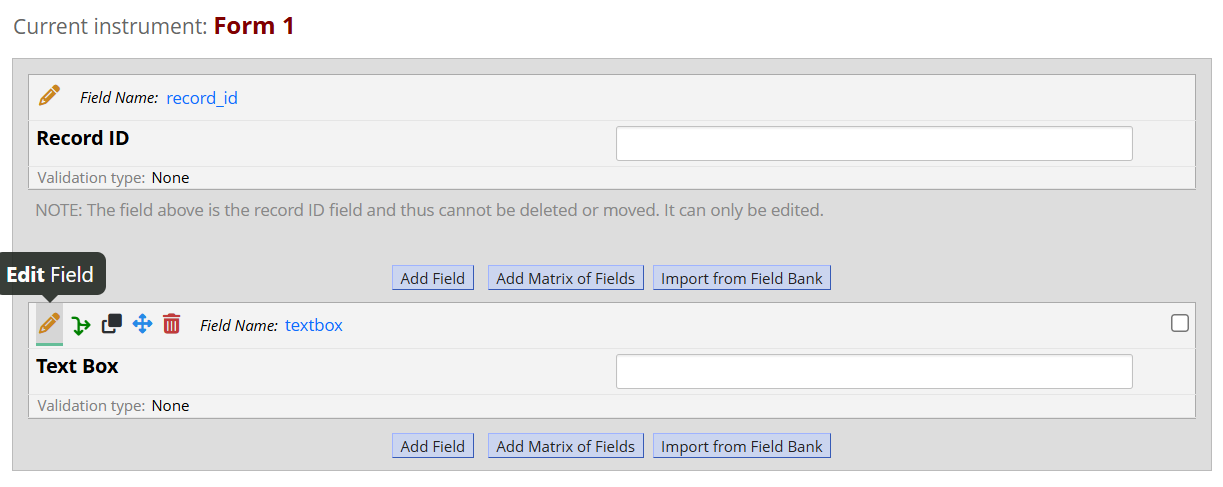 Current instrument: Form 1
Field Name: record_id
Record ID
Validation type: None
NOTE: The field above is the record ID field and thus cannot be deleted or moved. It can only be edited.
Edit Field
Add Field Add Matrix of Fields Import from Field Bank
Field Name: textbox
Text Box
Validation type: None
Add Field Add Matrix of Fields Import from Field Bank